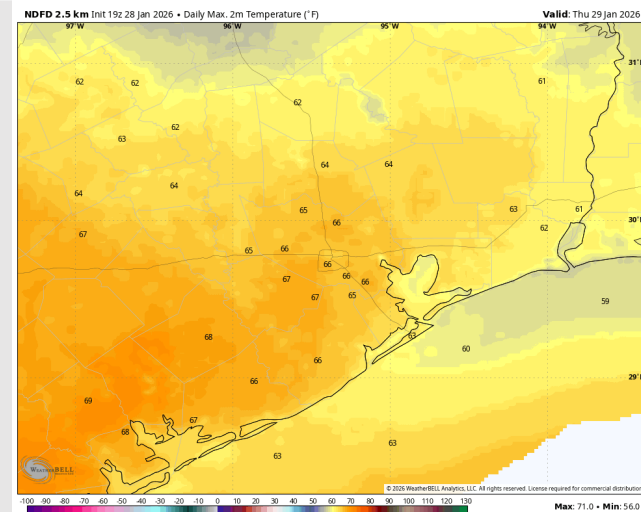 NDFD 2.5 km Init 19z 28 Jan 2026 • Daily Max. 2m Temperature (°F)
Valid: Thu 29 Jan 2026
97°W 96°W 95°W 94°W
31°
62 62 61
62
62
63
64 64
64 64
65 63 61
66 30°
67 62
65 66
66
67 66 66
67 65 59
68 63
60
66
29°
66
69
67
68
63 63
WEATHERBELL
© 2026 WeatherBELL Analytics, LLC. All rights reserved. License required for commercial distribution
-100 -90 -80 -70 -60 -50 -40 -30 -20 -10 0 10 20 30 40 50 60 70 80 90 100 110 120 130
Max: 71.0 • Min: 56.